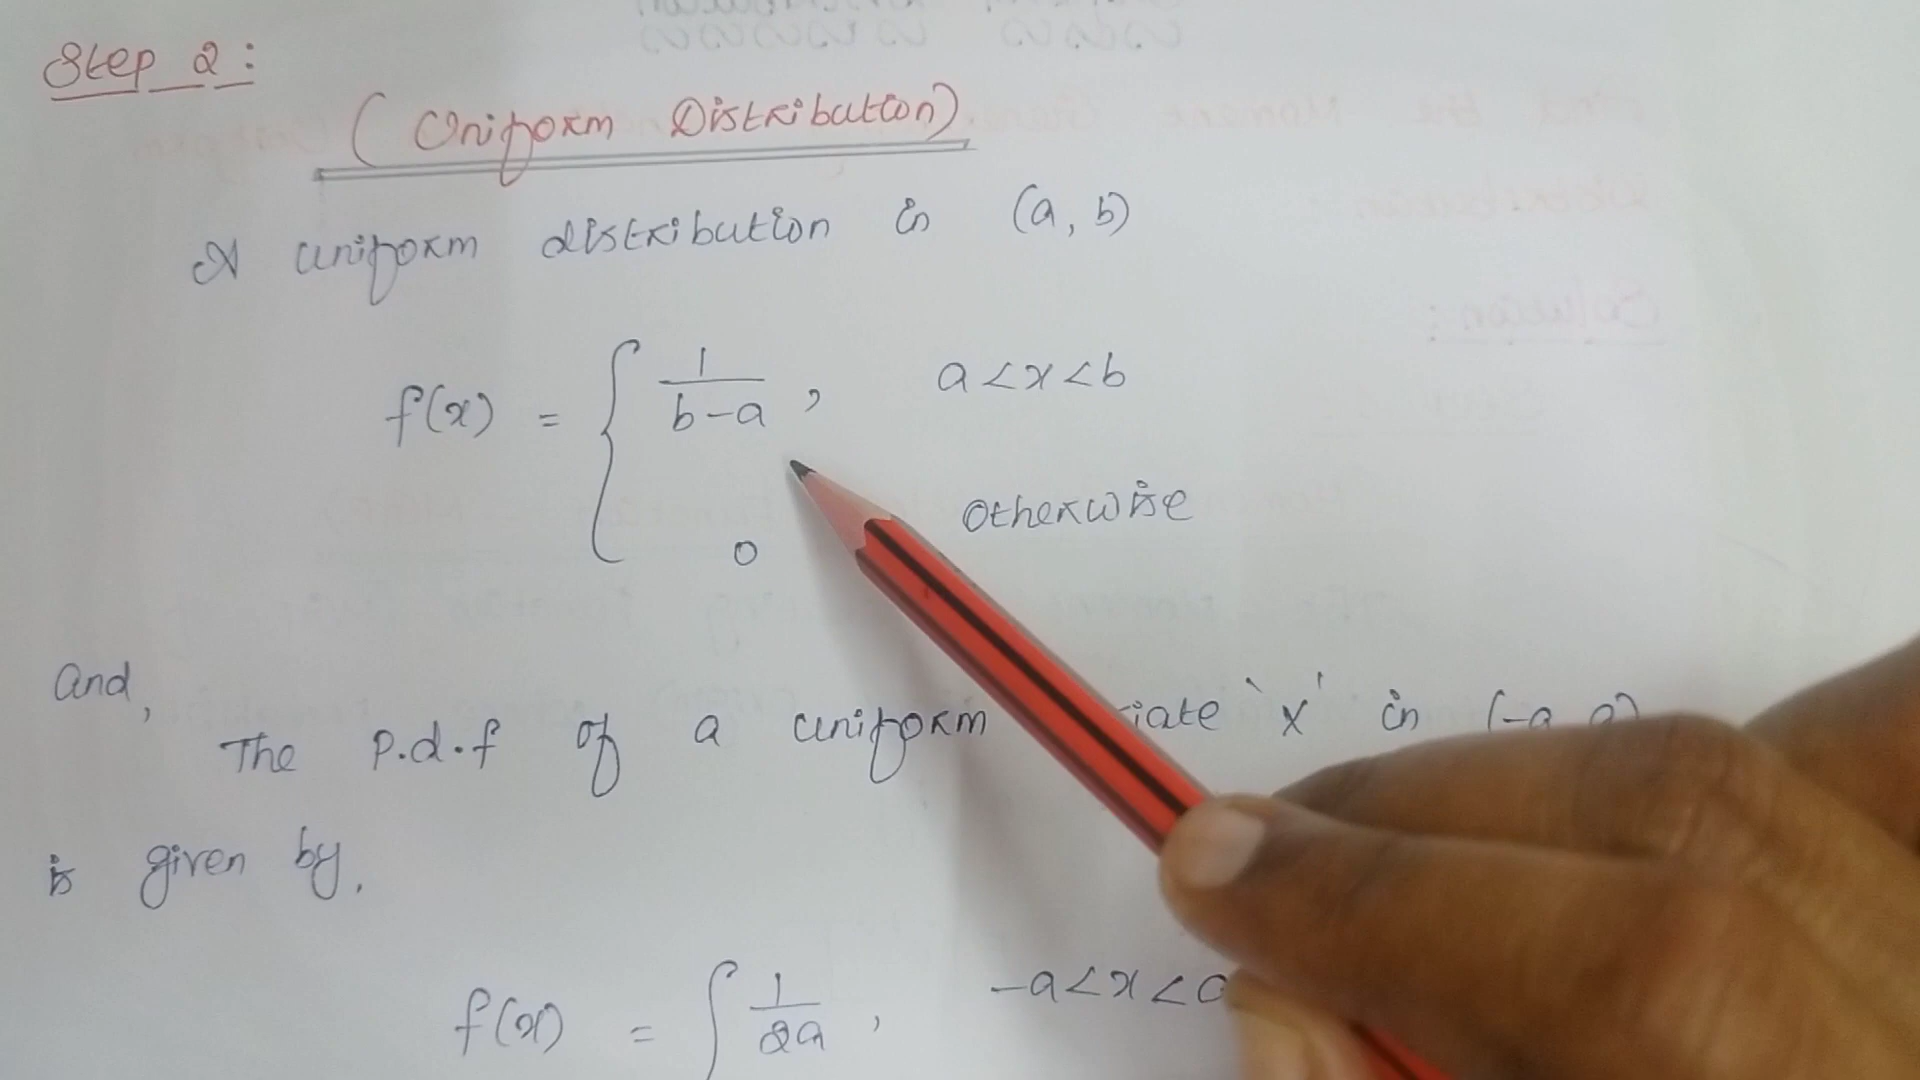 Step 2:
(Uniform Distribution)
A uniform distribution in (a, b)
f(x) = { 1/(b-a), a<x<b
0 otherwise
and,
The p.d.f of a uniform 'x' in (-a, a)
is given by,
f(x) = { 1/2a, -a<x<a